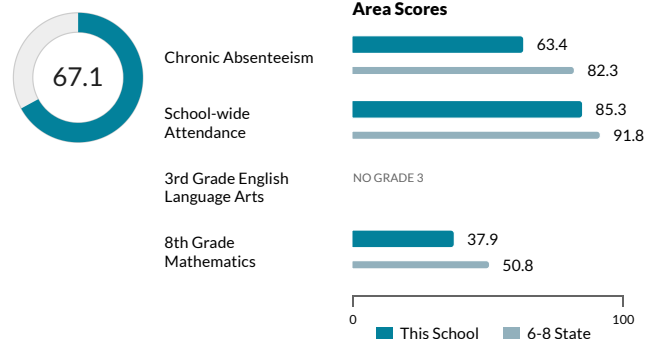 Area Scores
67.1
Chronic Absenteeism
63.4
82.3
School-wide
Attendance
85.3
91.8
3rd Grade English
Language Arts
NO GRADE 3
8th Grade
Mathematics
37.9
50.8
0
100
This School
6-8 State